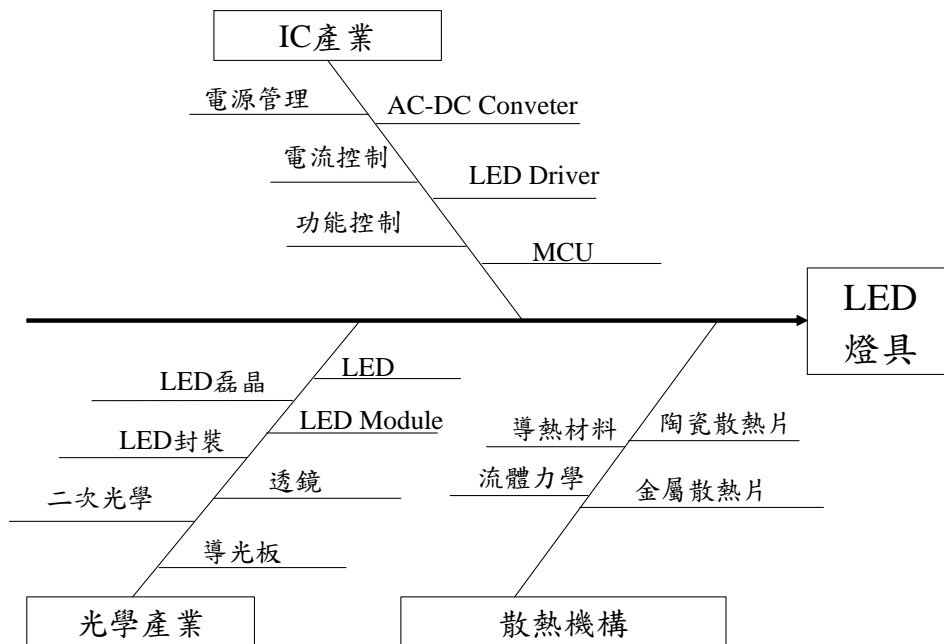 IC產業
電源管理
AC-DC Conveter
電流控制
LED Driver
功能控制
MCU
LED
燈具
LED
LED磊晶
LED Module
LED封裝
透鏡
二次光學
導光板
光學產業
導熱材料
陶瓷散熱片
流體力學
金屬散熱片
散熱機構